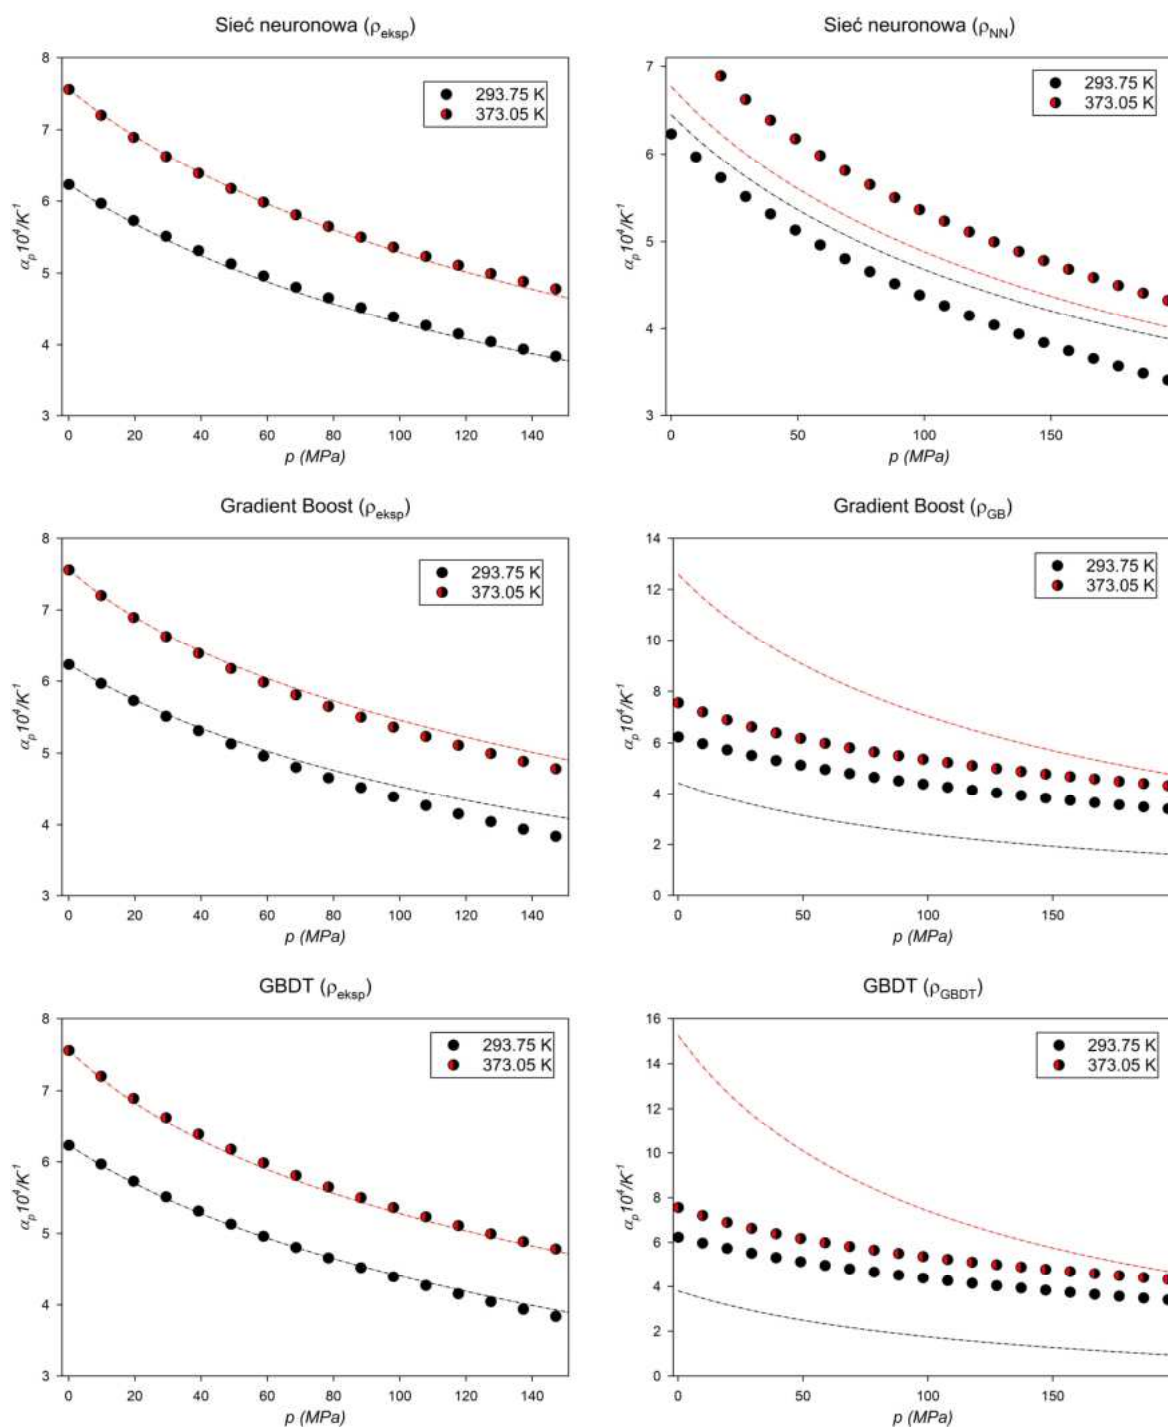 Sieć neuronowa (ρeksp)
8
7
6
5
4
3
αp10⁴/K⁻¹
293.75 K
373.05 K
0 20 40 60 80 100 120 140
p (MPa)
Sieć neuronowa (ρNN)
7
6
5
4
3
αp10⁴/K⁻¹
293.75 K
373.05 K
0 50 100 150
p (MPa)
Gradient Boost (ρeksp)
8
7
6
5
4
3
αp10⁴/K⁻¹
293.75 K
373.05 K
0 20 40 60 80 100 120 140
p (MPa)
Gradient Boost (ρGB)
14
12
10
8
6
4
2
0
αp10⁴/K⁻¹
293.75 K
373.05 K
0 50 100 150
p (MPa)
GBDT (ρeksp)
8
7
6
5
4
3
αp10⁴/K⁻¹
293.75 K
373.05 K
0 20 40 60 80 100 120 140
p (MPa)
GBDT (ρGBDT)
16
14
12
10
8
6
4
2
0
αp10⁴/K⁻¹
293.75 K
373.05 K
0 50 100 150
p (MPa)